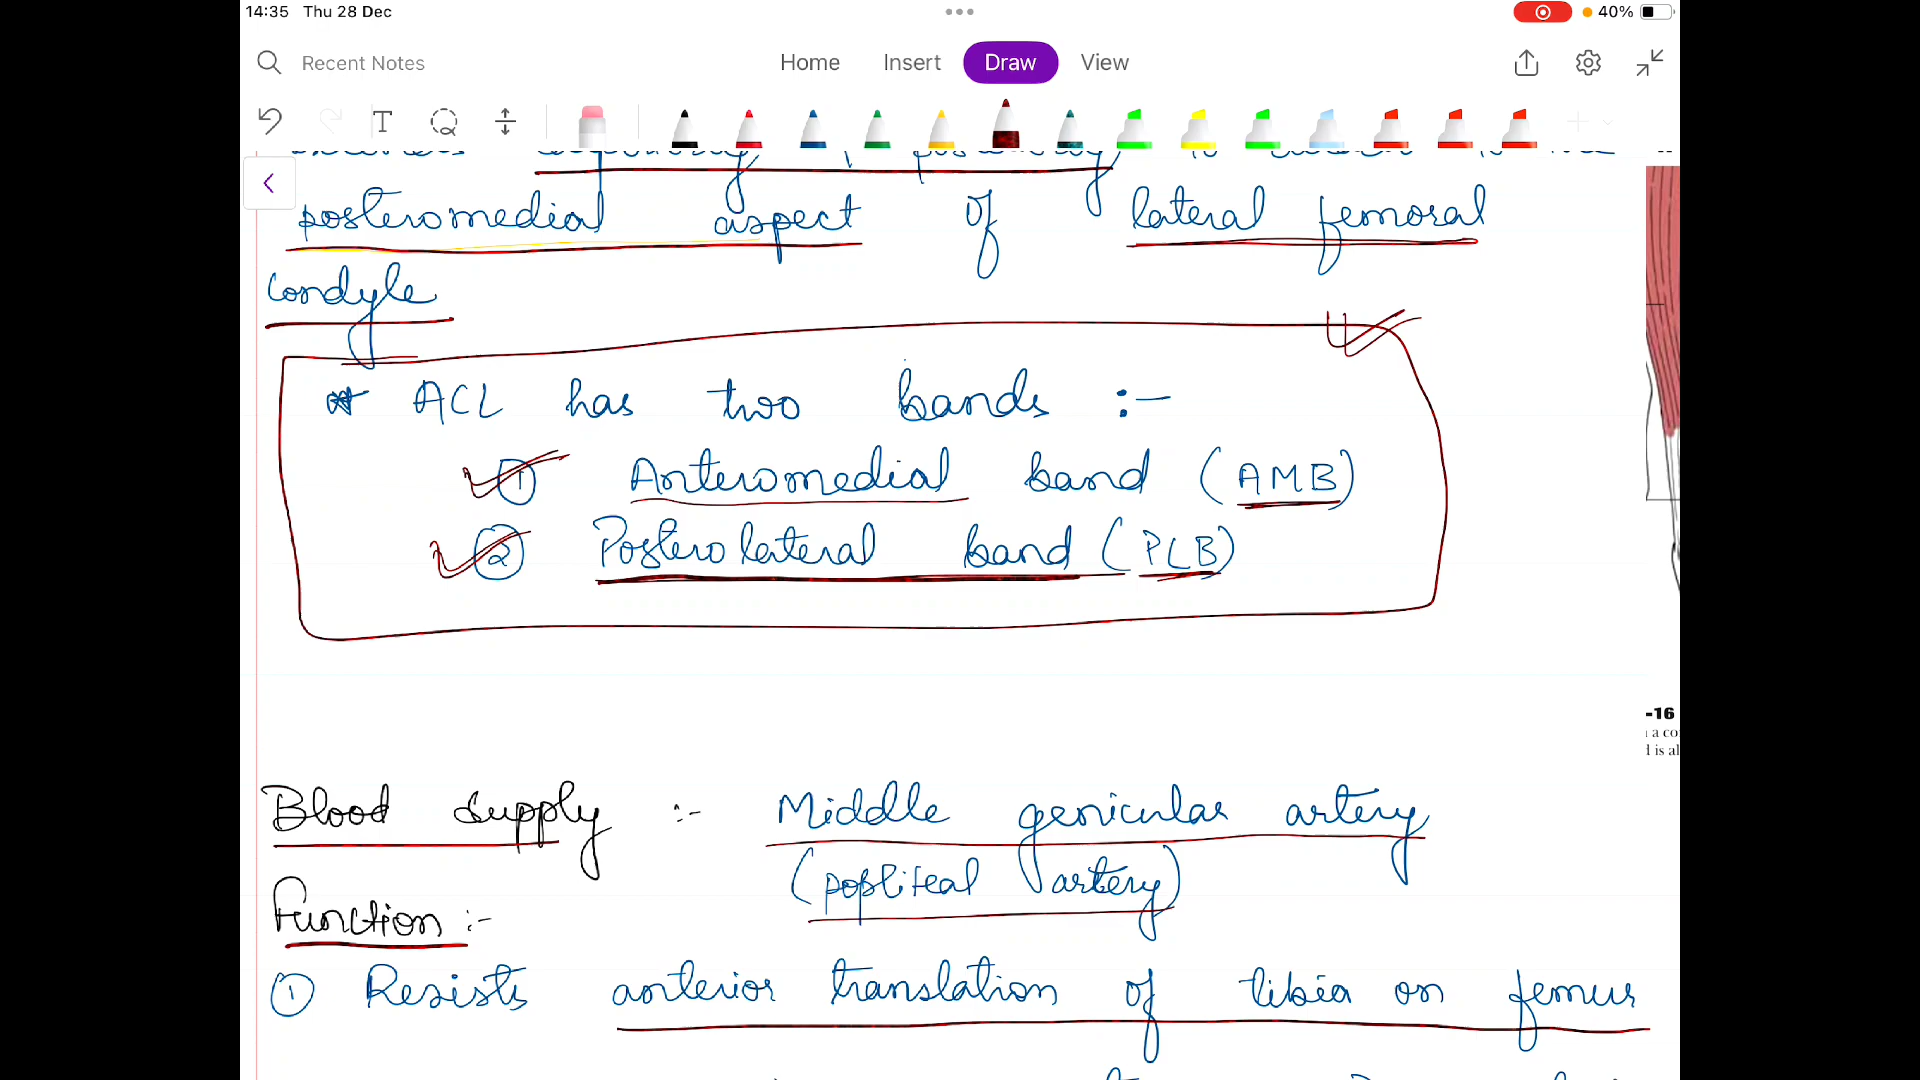 14:35 Thu 28 Dec
40%
Recent Notes
Home Insert Draw View
T
posteromedial aspect of lateral femoral
condyle
* ACL has two bands :-
① Anteromedial band (AMB)
② Posterolateral band (PLB)
-16
is al
Blood supply :- Middle genicular artery
(popliteal artery)
Function :-
① Resists anterior translation of tibia on femur